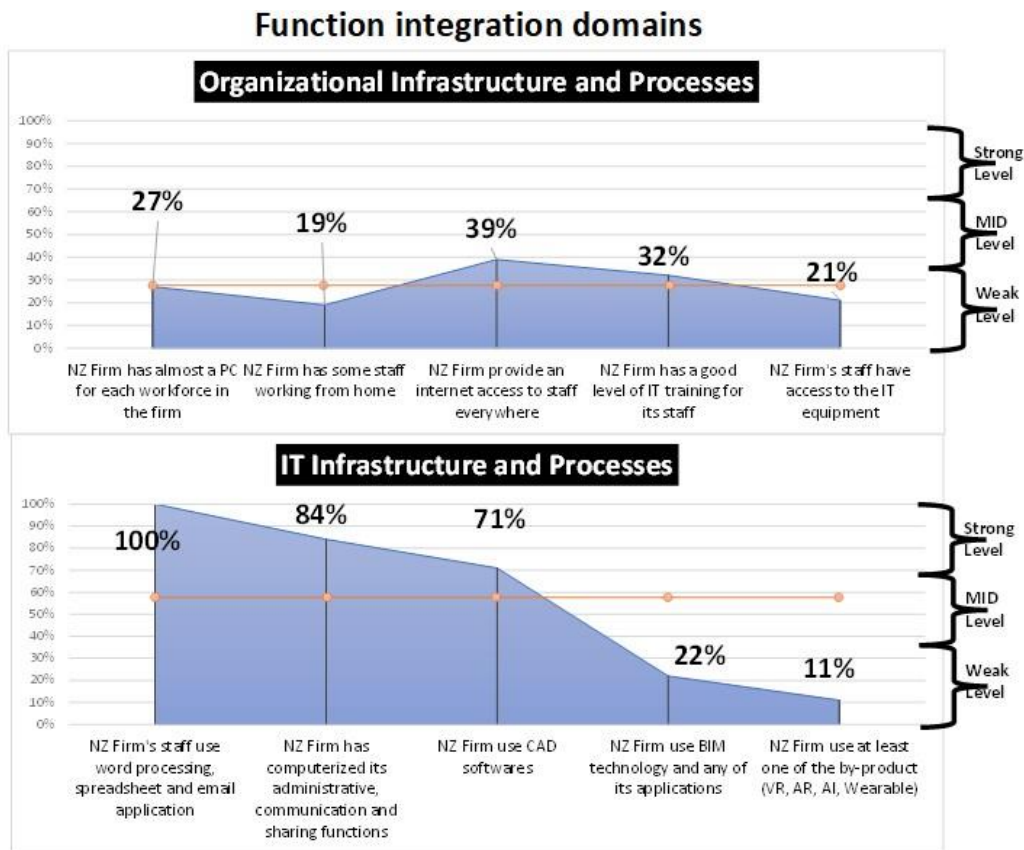 Function integration domains
Organizational Infrastructure and Processes
100%
90%
80%
70%
60%
50%
40%
30%
20%
10%
0%
27%
19%
39%
32%
21%
Strong
Level
MID
Level
Weak
Level
NZ Firm has almost a PC
for each workforce in
the firm
NZ Firm has some staff
working from home
NZ Firm provide an
internet access to staff
everywhere
NZ Firm has a good
level of IT training for
its staff
NZ Firm's staff have
access to the IT
equipment
IT Infrastructure and Processes
100%
90%
80%
70%
60%
50%
40%
30%
20%
10%
0%
100%
84%
71%
22%
11%
Strong
Level
MID
Level
Weak
Level
NZ Firm's staff use
word processing,
spreadsheet and email
application
NZ Firm has
computerized its
administrative,
communication and
sharing functions
NZ Firm use CAD
softwares
NZ Firm use BIM
technology and any of
its applications
NZ Firm use at least
one of the by-product
(VR, AR, AI, Wearable)